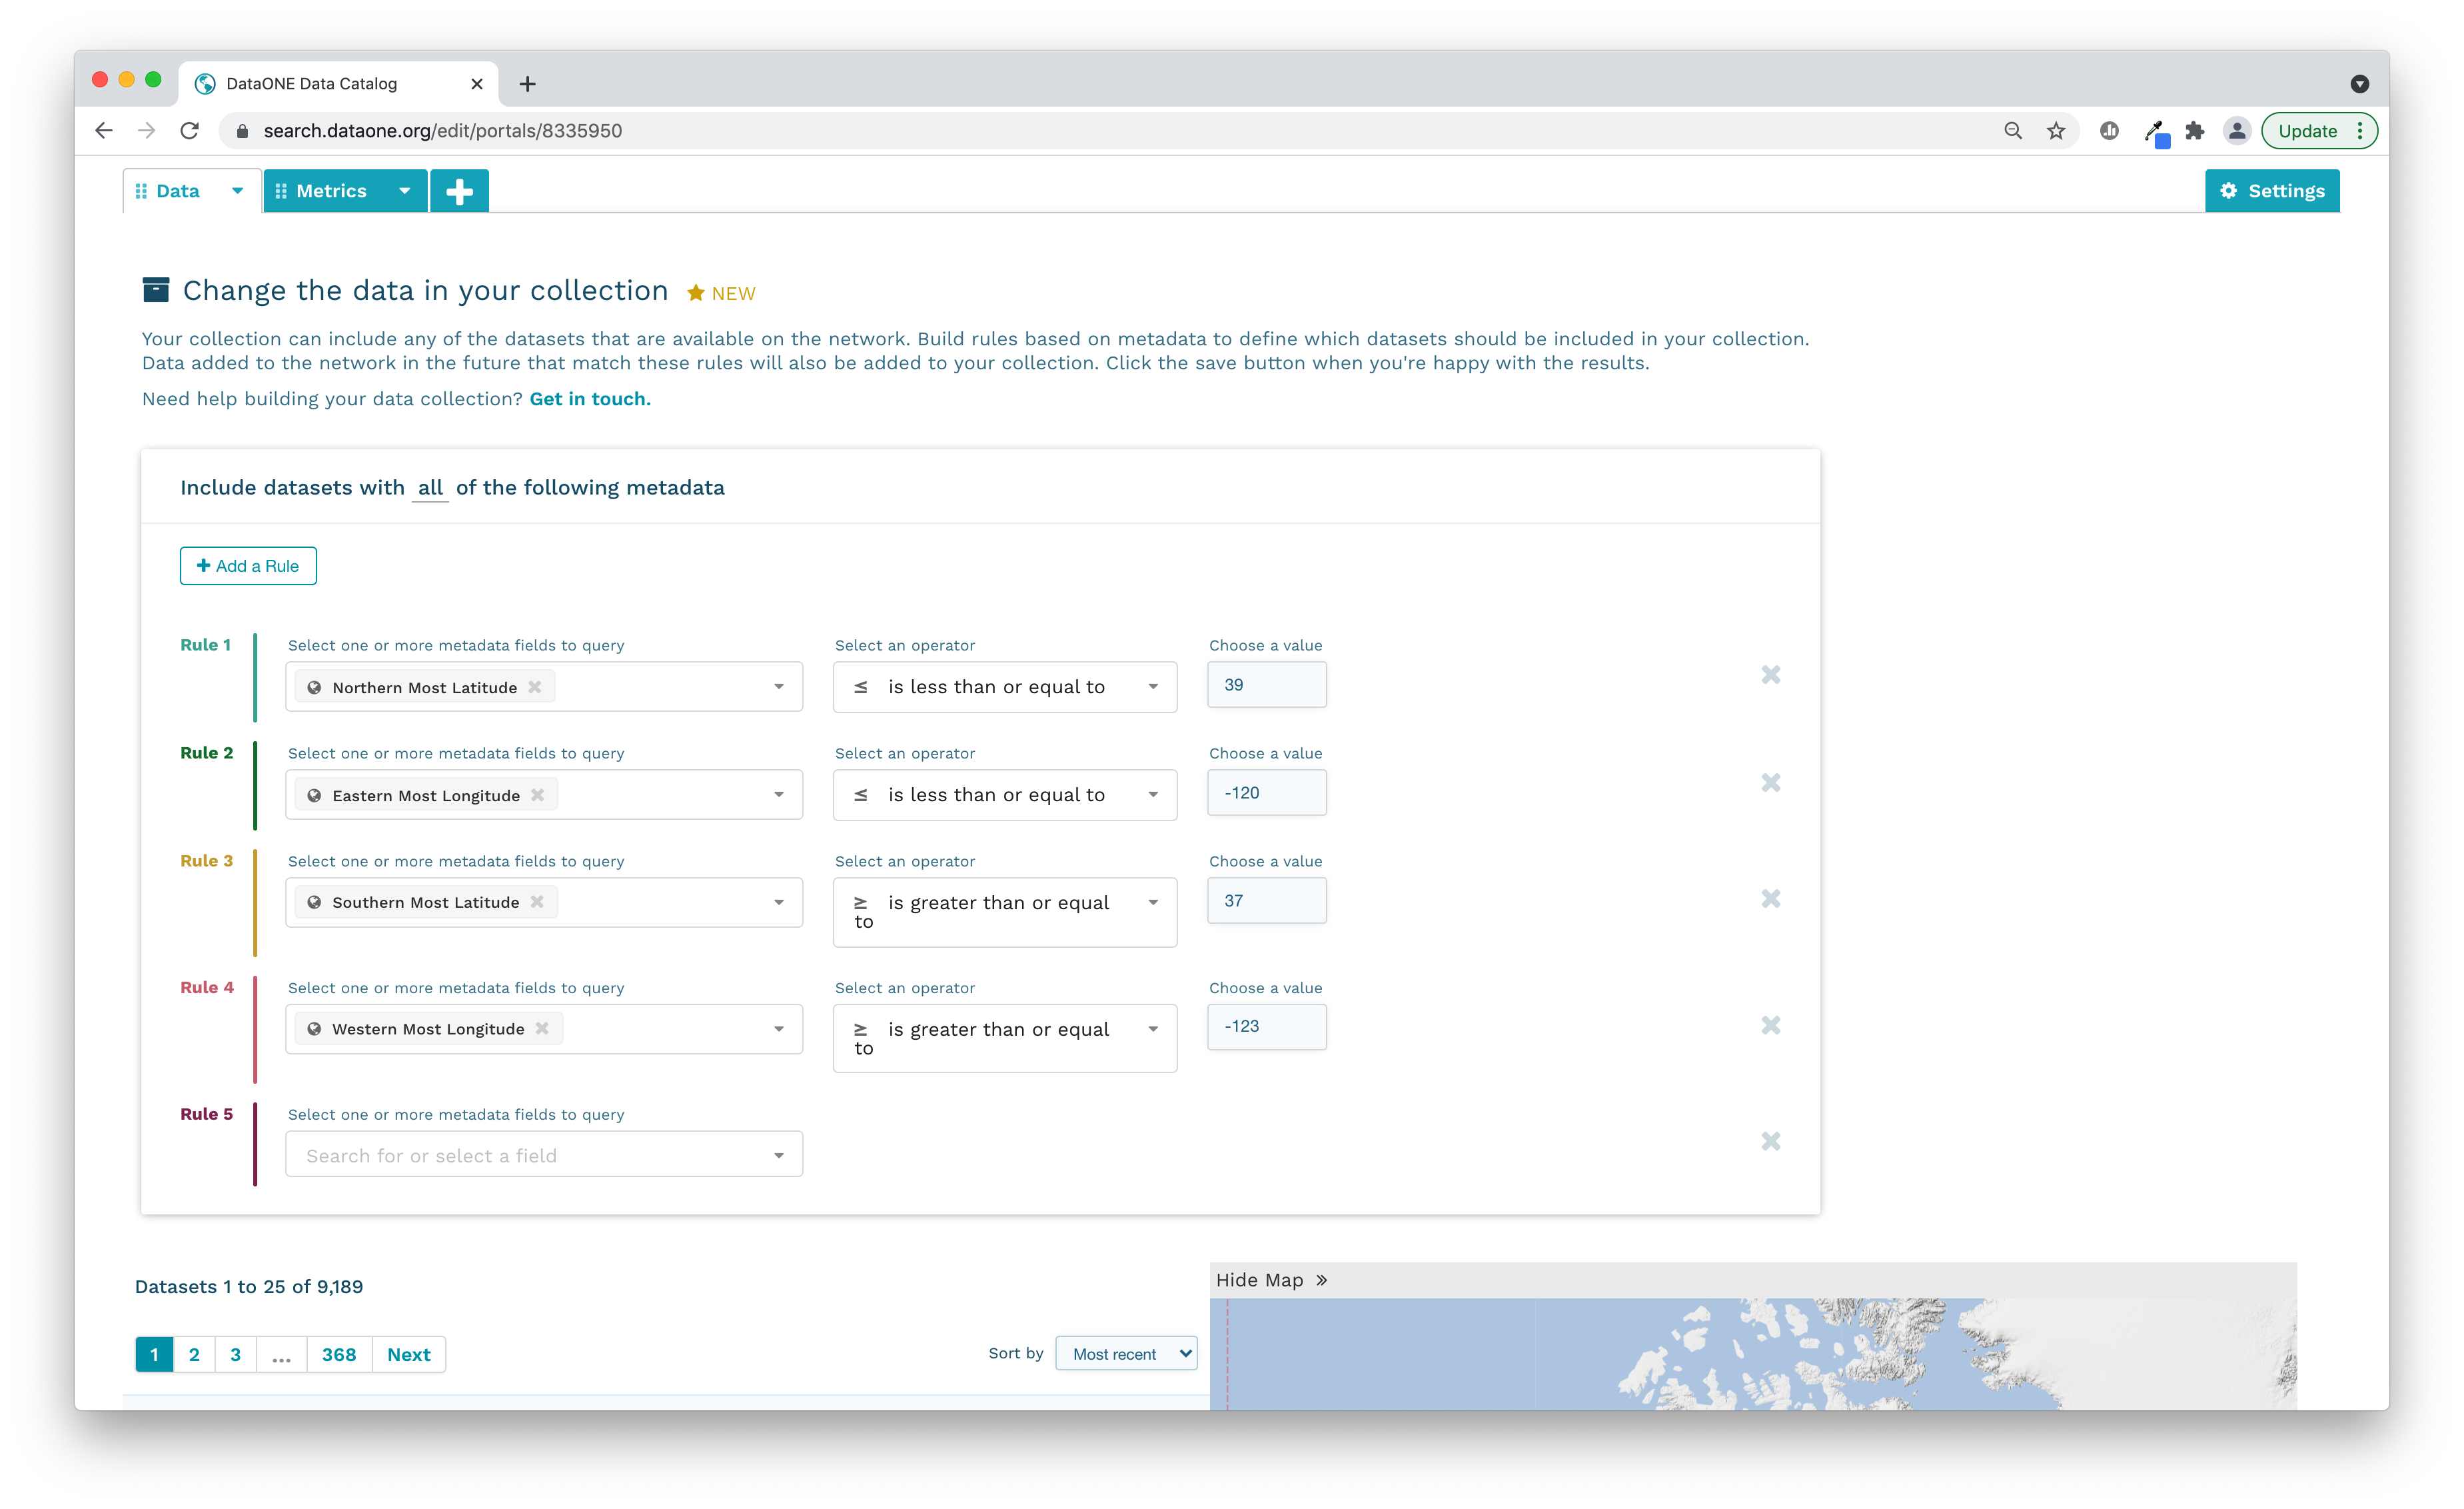 DataONE Data Catalog
search.dataone.org/edit/portals/8335950
Update
Data
Metrics
Settings
Change the data in your collection NEW
Your collection can include any of the datasets that are available on the network. Build rules based on metadata to define which datasets should be included in your collection.
Data added to the network in the future that match these rules will also be added to your collection. Click the save button when you're happy with the results.
Need help building your data collection? Get in touch.
Include datasets with all of the following metadata
Add a Rule
Rule 1
Select one or more metadata fields to query
Northern Most Latitude
Select an operator
≤ is less than or equal to
Choose a value
39
Rule 2
Select one or more metadata fields to query
Eastern Most Longitude
Select an operator
≤ is less than or equal to
Choose a value
-120
Rule 3
Select one or more metadata fields to query
Southern Most Latitude
Select an operator
≥ is greater than or equal
to
Choose a value
37
Rule 4
Select one or more metadata fields to query
Western Most Longitude
Select an operator
≥ is greater than or equal
to
Choose a value
-123
Rule 5
Select one or more metadata fields to query
Search for or select a field
Datasets 1 to 25 of 9,189
1 2 3 ... 368 Next
Sort by Most recent
Hide Map »